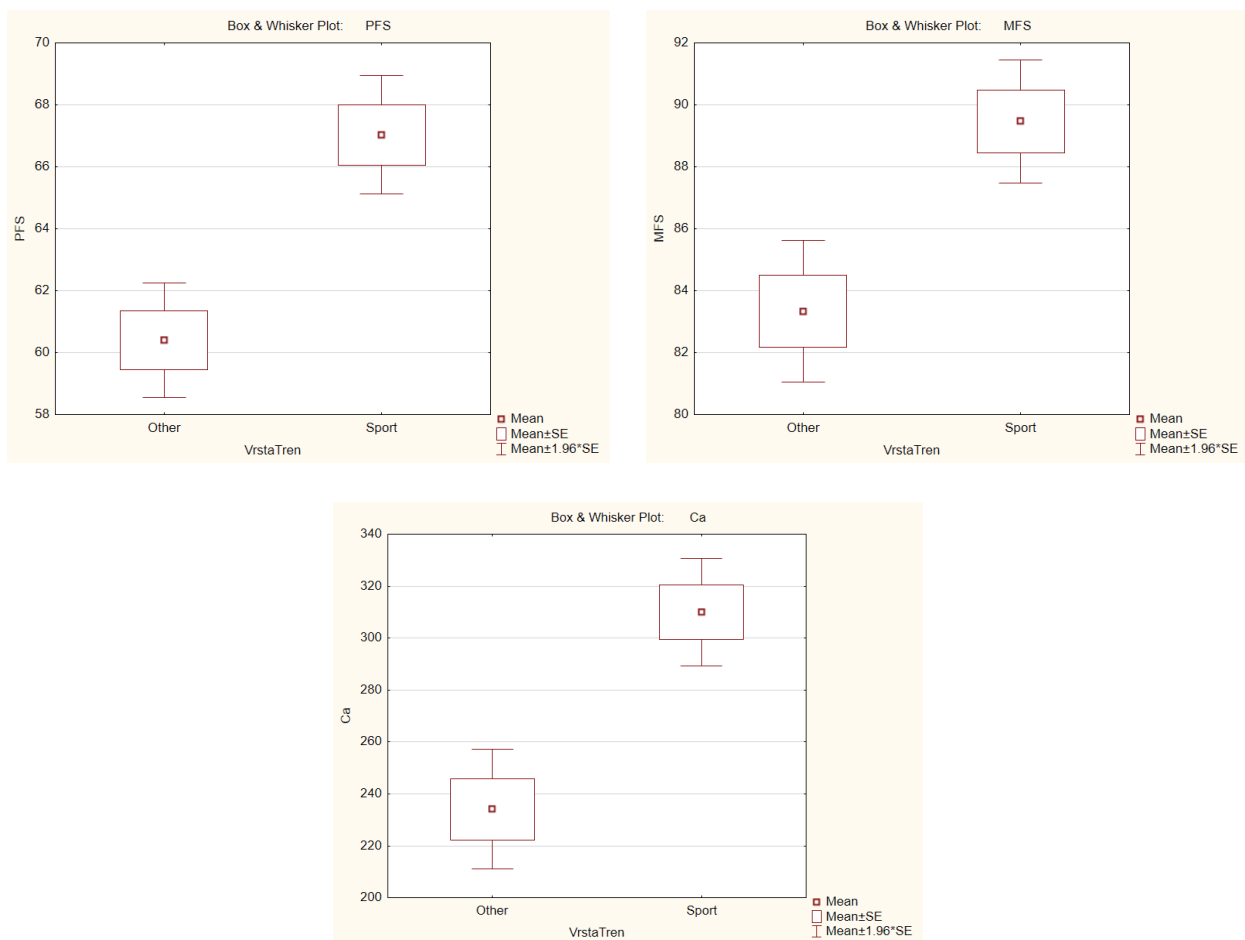 Box & Whisker Plot: PFS
70
68
66
64
62
60
58
PFS
Other Sport
VrstaTren
Mean
Mean±SE
Mean±1.96*SE
Box & Whisker Plot: MFS
92
90
88
86
84
82
80
MFS
Other Sport
VrstaTren
Mean
Mean±SE
Mean±1.96*SE
Box & Whisker Plot: Ca
340
320
300
280
260
240
220
200
Ca
Other Sport
VrstaTren
Mean
Mean±SE
Mean±1.96*SE